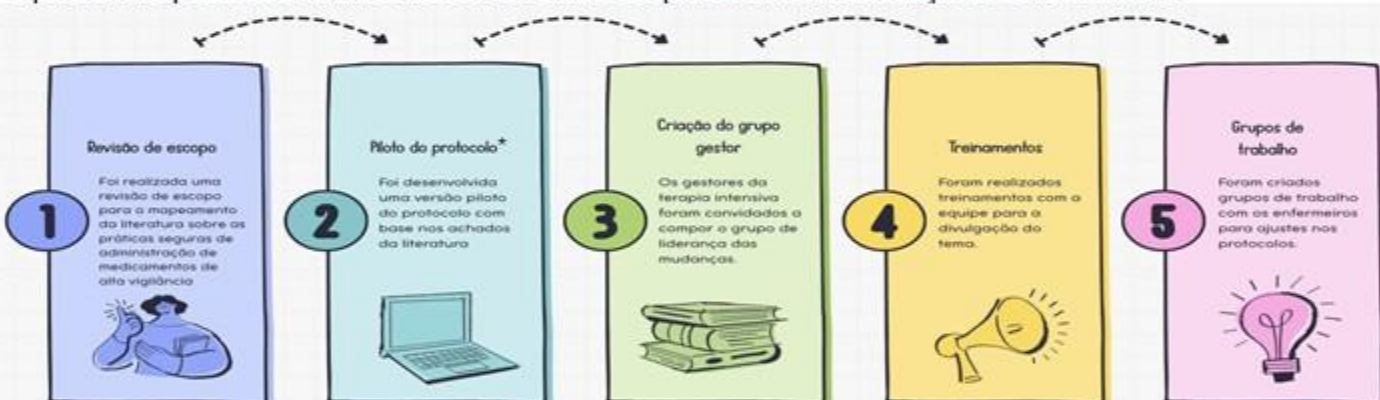 1
Revisão de escopo
Foi realizada uma
revisão de escopo
para o mapeamento
da literatura sobre as
práticas seguras de
administração de
medicamentos de
alta vigilância
2
Piloto do protocolo*
Foi desenvolvida
uma versão piloto
do protocolo com
base nos achados
da literatura
3
Criação do grupo
gestor
Os gestores da
terapia intensiva
foram convidados a
compor o grupo de
liderança das
mudanças.
4
Treinamentos
Foram realizados
treinamentos com a
equipe para a
divulgação do
tema.
5
Grupos de
trabalho
Foram criados
grupos de trabalho
com os enfermeiros
para ajustes nos
protocolos.